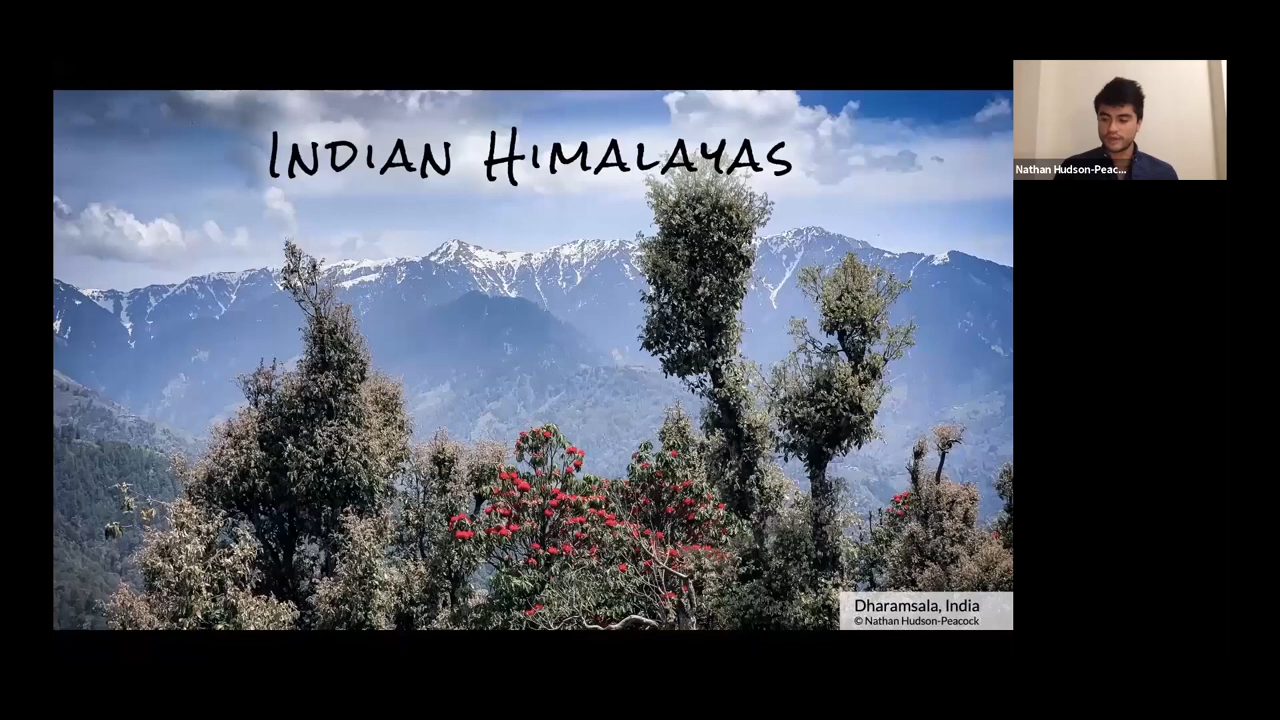 Indian Himalayas
Nathan Hudson-Peac...
Dharamsala, India
© Nathan Hudson-Peacock